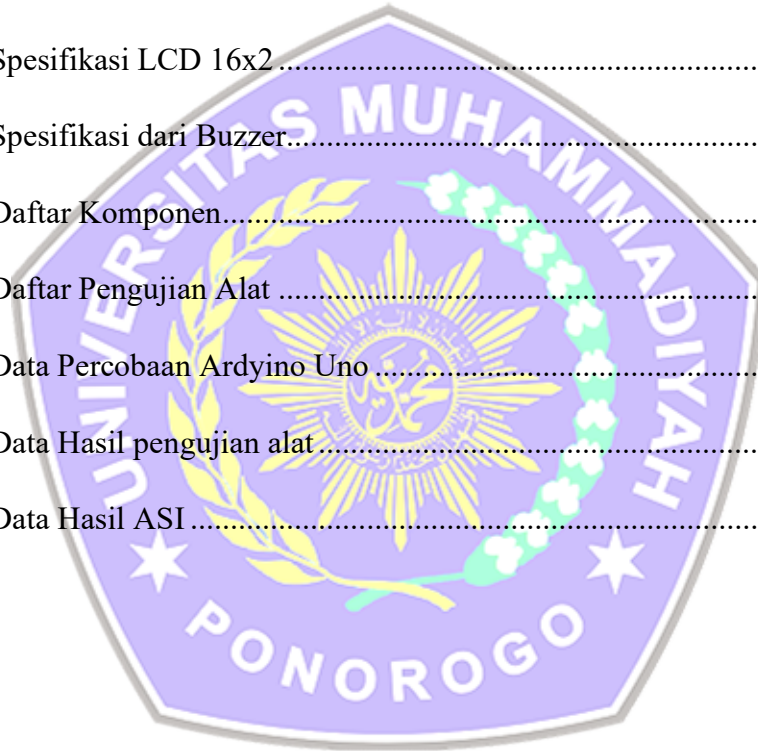 Spesifikasi LCD 16x2........................................................
Spesifikasi dari Buzzer........................................................
Daftar Komponen........................................................
Daftar Pengujian Alat ........................................................
Data Percobaan Ardyino Uno ........................................................
Data Hasil pengujian alat........................................................
Data Hasil ASI ........................................................
UNIVERSITAS MUHAMMADIYAH
PONOROGO